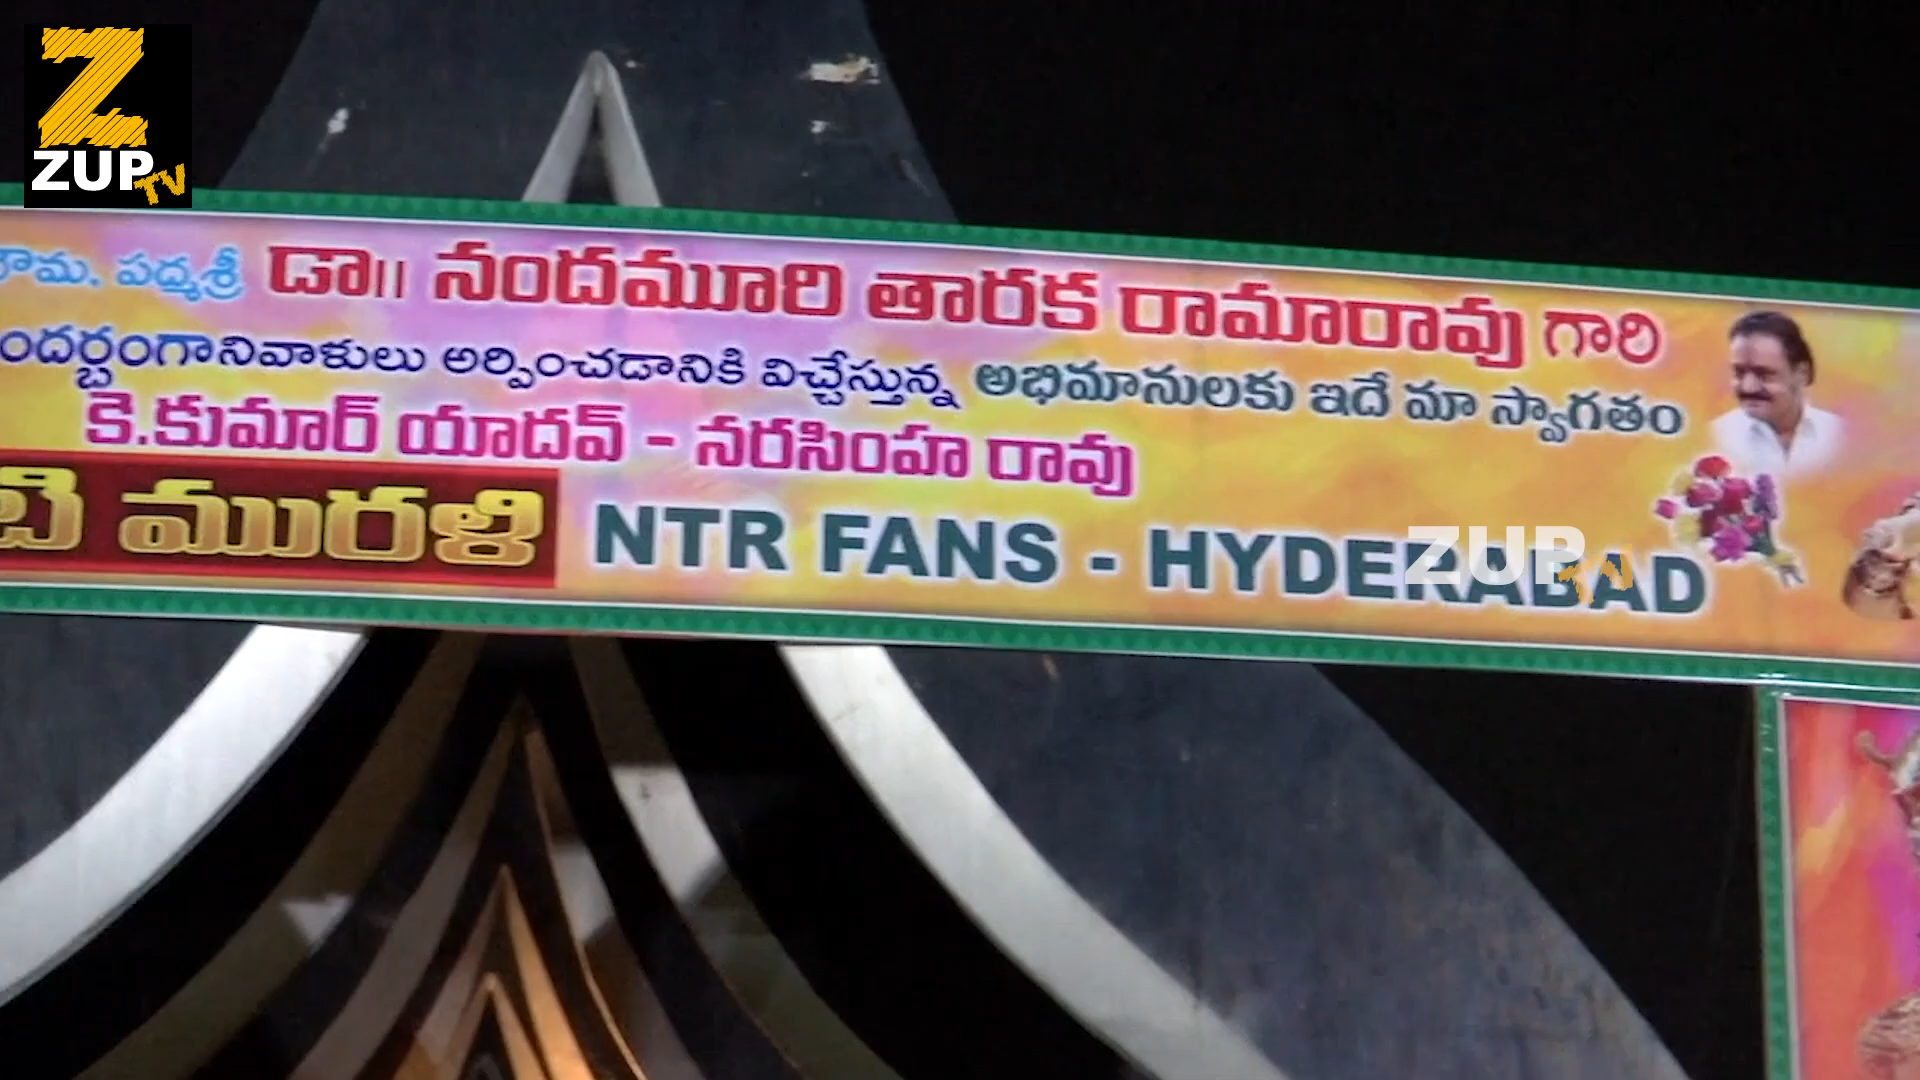 Z
ZUP TV
పద్మశ్రీ డా|| నందమూరి తారక రామారావు గారి
నివాళులు అర్పించడానికి విచ్చేస్తున్న అభిమానులకు ఇదే మా స్వాగతం
కె.కుమార్ యాదవ్ - నరసింహ రావు
మురళి NTR FANS - HYDERABAD
ZUP TV